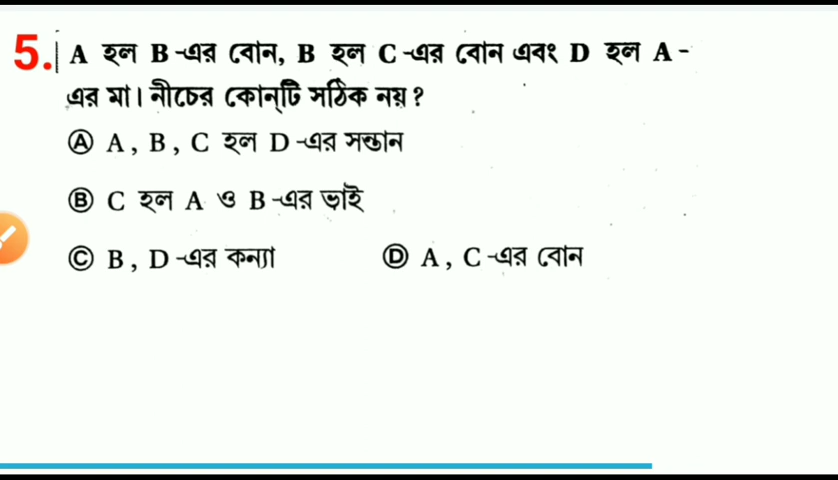 5. A হল B-এর বোন, B হল C-এর বোন এবং D হল A-
এর মা। নীচের কোন্‌টি সঠিক নয়?
Ⓐ A, B, C হল D-এর সন্তান
Ⓑ C হল A ও B-এর ভাই
Ⓒ B, D-এর কন্যা Ⓓ A, C-এর বোন